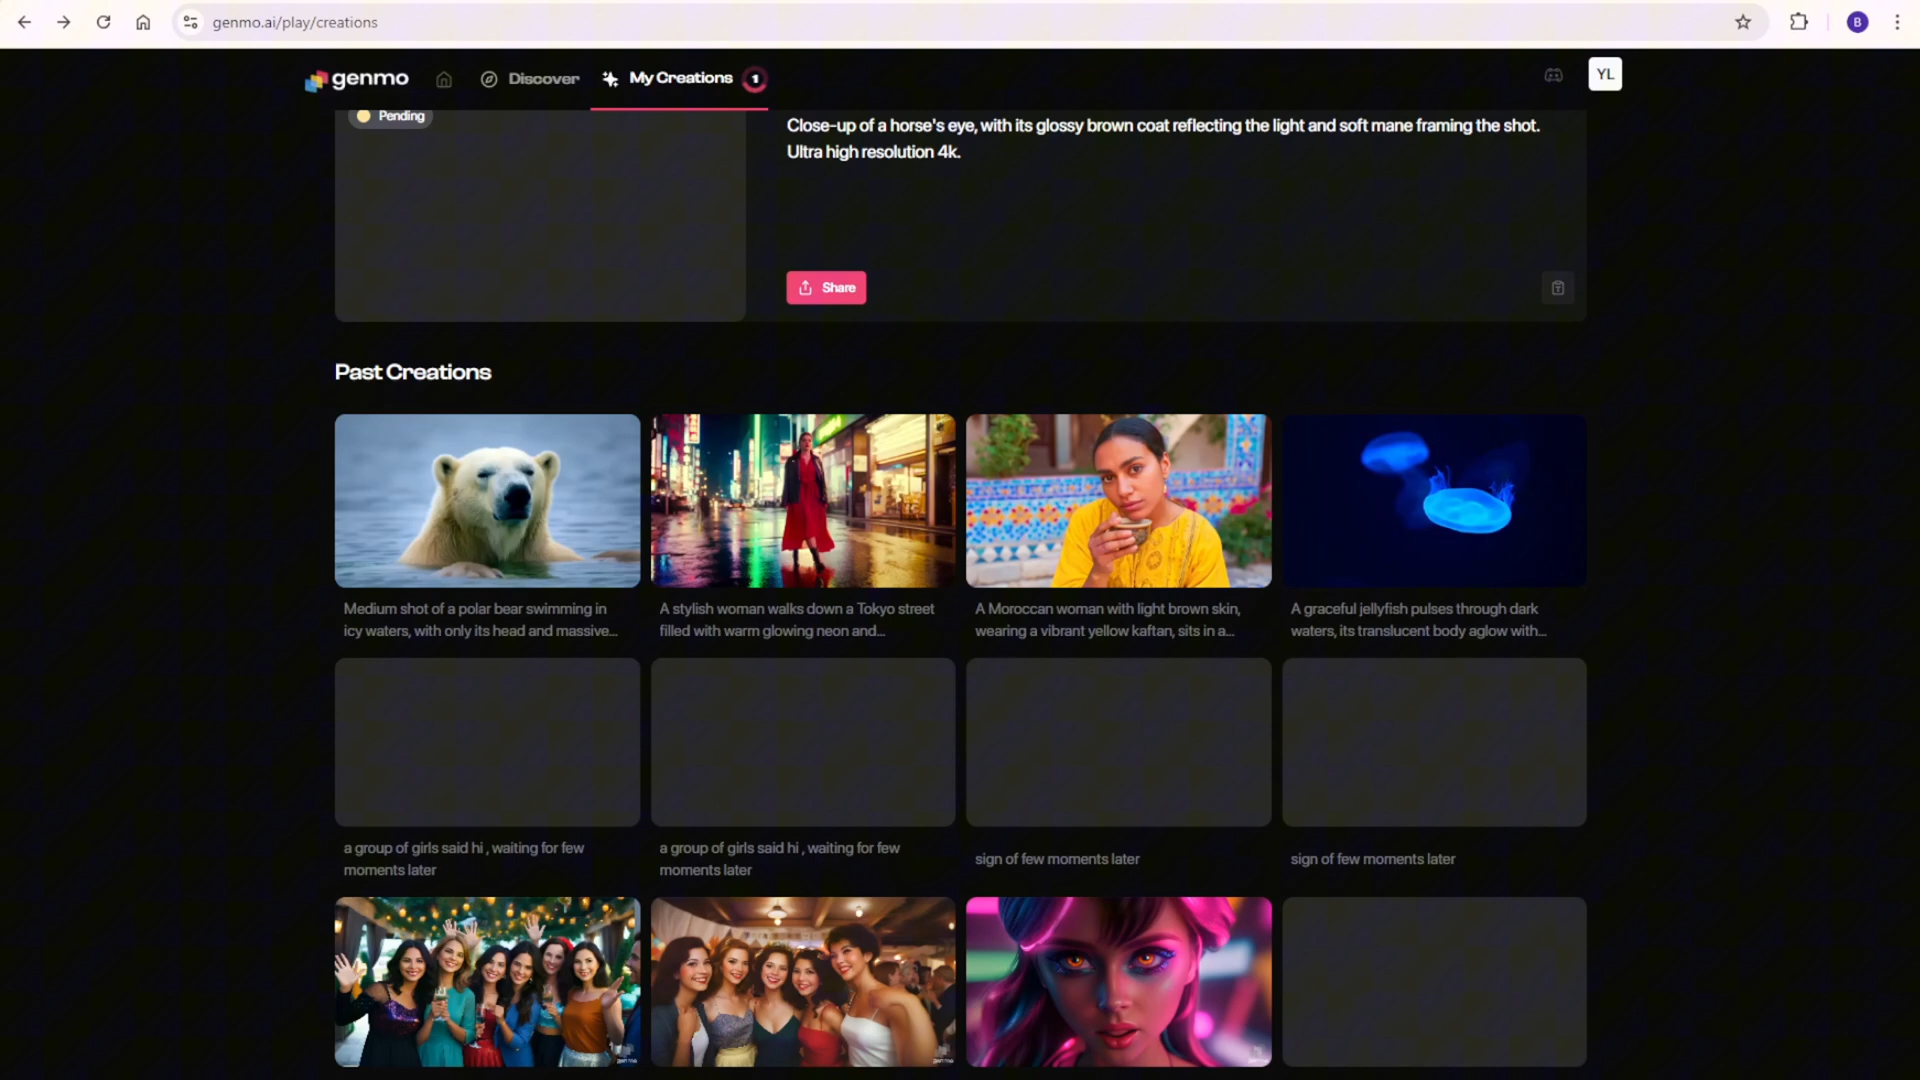 genmo.ai/play/creations
B
genmo
Discover
My Creations
1
YL
Pending
Close-up of a horse's eye, with its glossy brown coat reflecting the light and soft mane framing the shot.
Ultra high resolution 4k.
Share
Past Creations
Medium shot of a polar bear swimming in
icy waters, with only its head and massive...
A stylish woman walks down a Tokyo street
filled with warm glowing neon and...
A Moroccan woman with light brown skin,
wearing a vibrant yellow kaftan, sits in a...
A graceful jellyfish pulses through dark
waters, its translucent body aglow with...
a group of girls said hi , waiting for few
moments later
a group of girls said hi , waiting for few
moments later
sign of few moments later
sign of few moments later